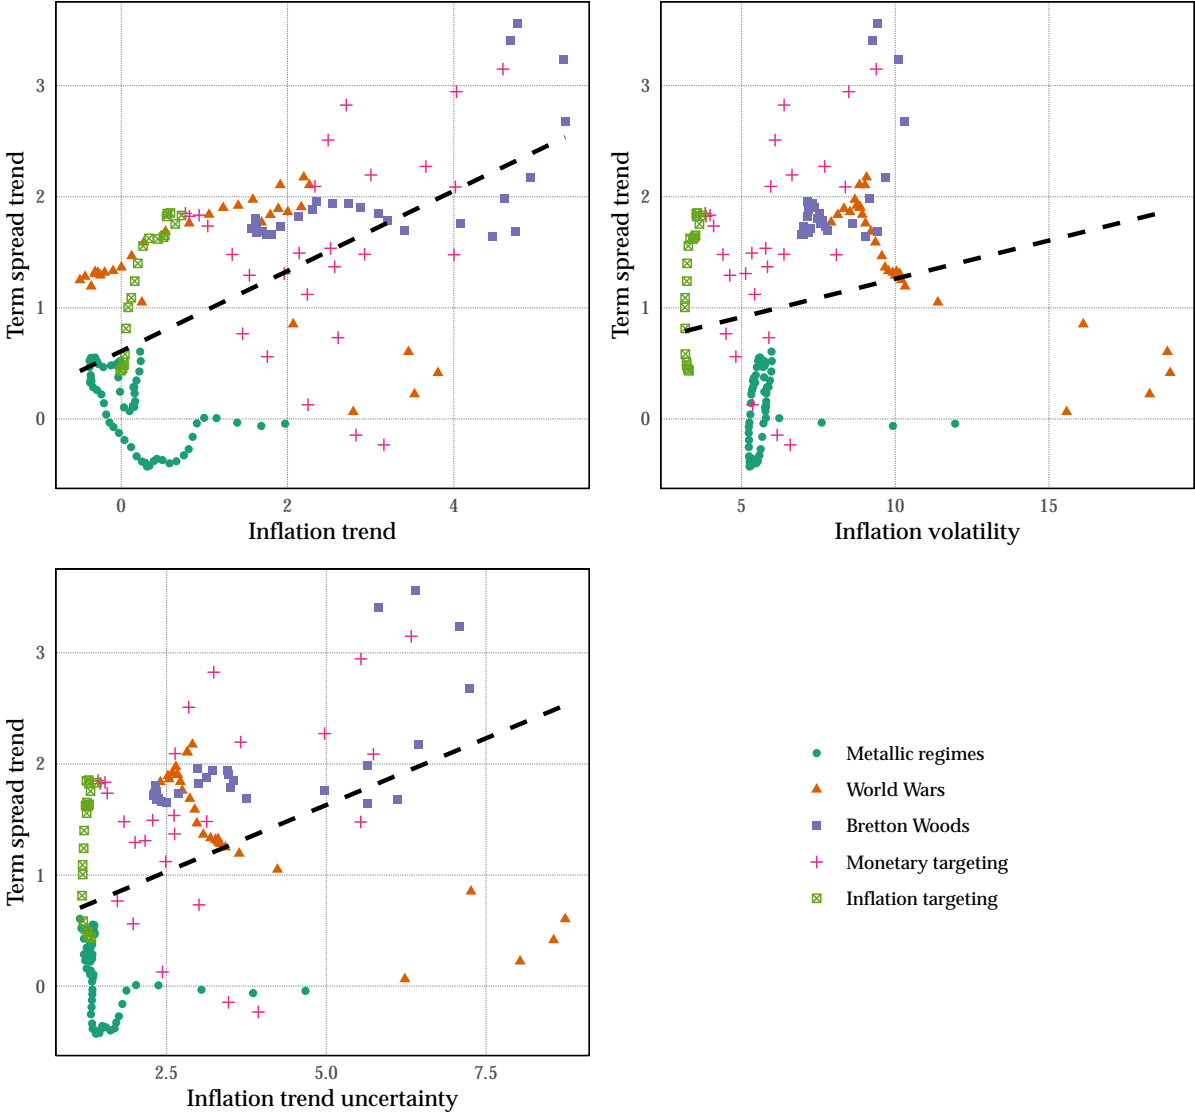 Term spread trend
3
2
1
0
0
2
4
Inflation trend
Term spread trend
3
2
1
0
5
10
15
Inflation volatility
Term spread trend
3
2
1
0
2.5
5.0
7.5
Inflation trend uncertainty
Metallic regimes
World Wars
Bretton Woods
Monetary targeting
Inflation targeting